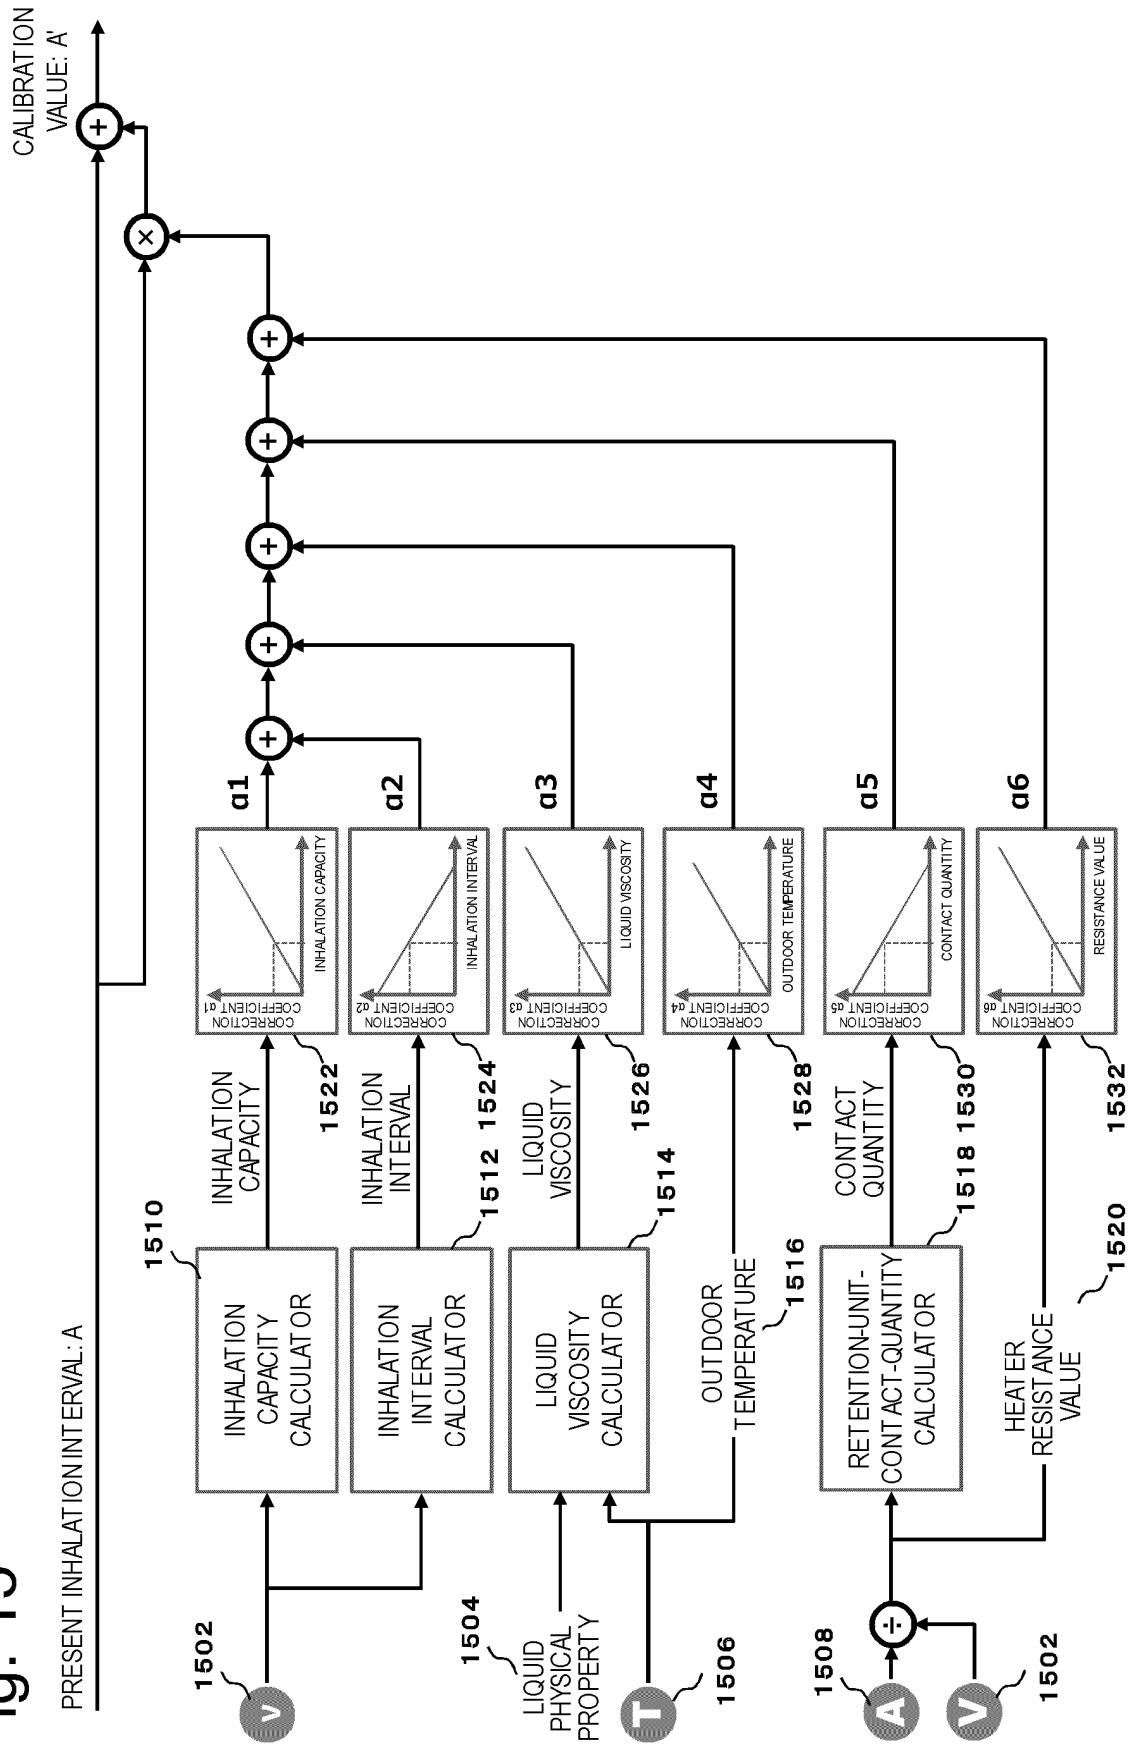 PRESENT INHALATION INTERVAL: A
CALIBRATION
VALUE: A'
+
×
+
+
+
+
+
1502
V
1510
INHALATION
CAPACITY
CALCULATOR
INHALATION
CAPACITY
1522
CORRECTION
COEFFICIENT α1
INHALATION CAPACITY
α1
INHALATION
INTERVAL
CALCULATOR
1512
INHALATION
INTERVAL
1524
CORRECTION
COEFFICIENT α2
INHALATION INTERVAL
α2
1504
LIQUID
PHYSICAL
PROPERTY
LIQUID
VISCOSITY
CALCULATOR
1514
LIQUID
VISCOSITY
1526
CORRECTION
COEFFICIENT α3
LIQUID VISCOSITY
α3
T
1506
OUTDOOR
TEMPERATURE
1516
1528
CORRECTION
COEFFICIENT α4
OUTDOOR TEMPERATURE
α4
1508
A
÷
V
1502
RETENTION-UNIT-
CONTACT-QUANTITY
CALCULATOR
1518
CONTACT
QUANTITY
1530
CORRECTION
COEFFICIENT α5
CONTACT QUANTITY
α5
HEATER
RESISTANCE
VALUE
1520
1532
CORRECTION
COEFFICIENT α6
RESISTANCE VALUE
α6